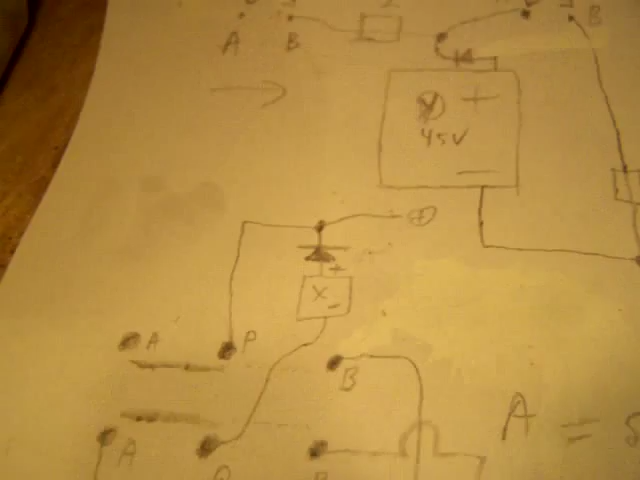 A B
B
+
45V
—
+
+
X
-
A P
B
A
A =